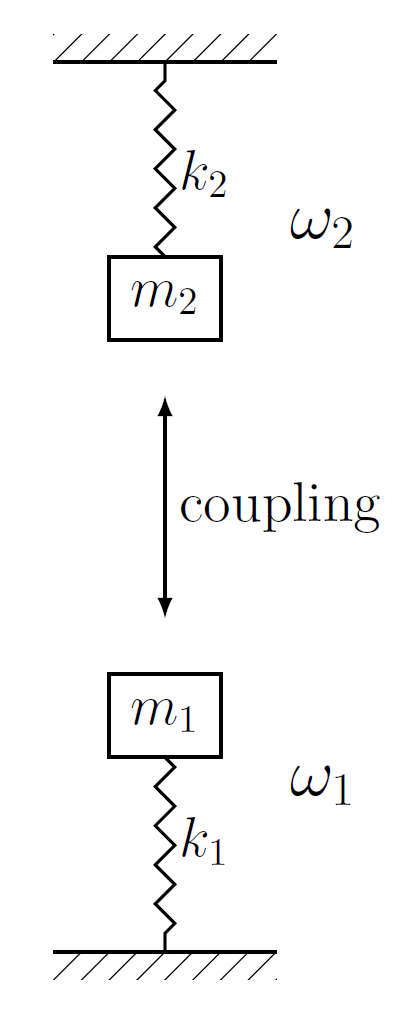 k₂
ω₂
m₂
coupling
m₁
ω₁
k₁